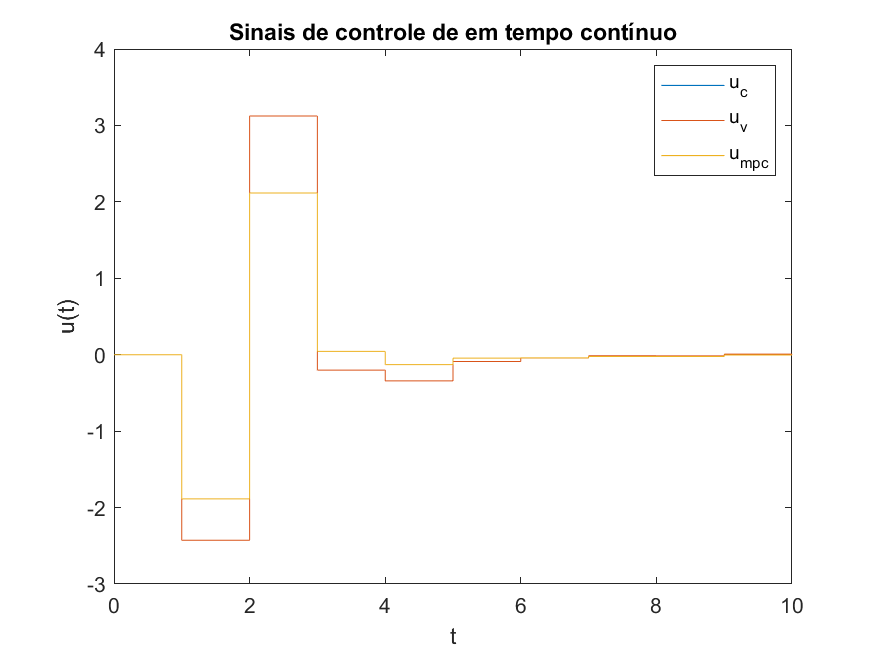 Sinais de controle de em tempo contínuo
4
3
2
1
0
-1
-2
-3
u(t)
u_c
u_v
u_mpc
0 2 4 6 8 10
t